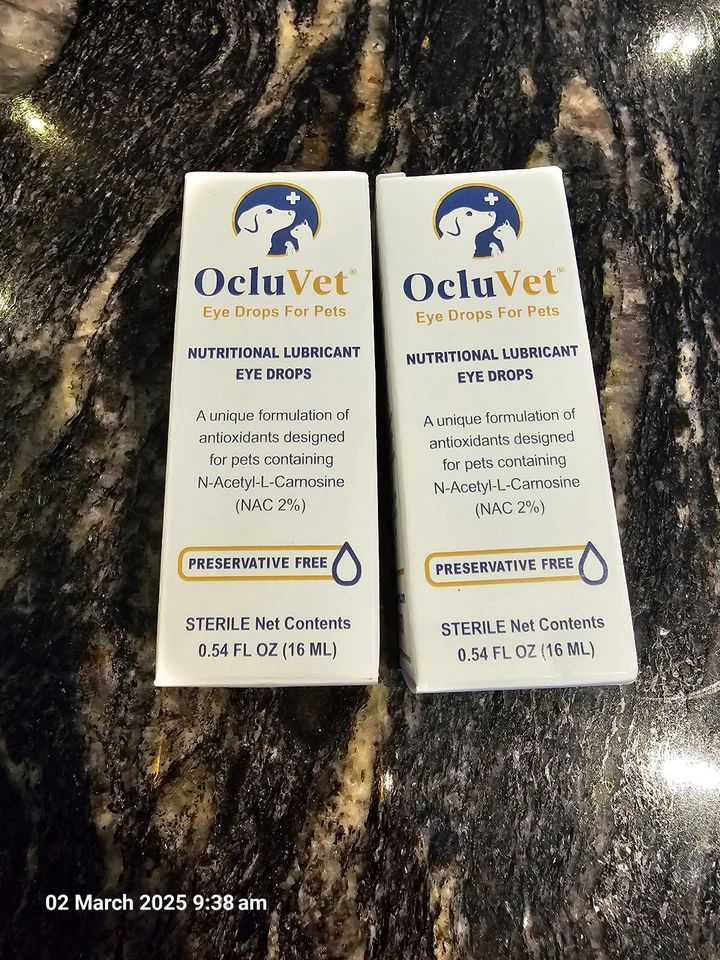 OcluVet®
Eye Drops For Pets
NUTRITIONAL LUBRICANT
EYE DROPS
A unique formulation of
antioxidants designed
for pets containing
N-Acetyl-L-Carnosine
(NAC 2%)
PRESERVATIVE FREE
STERILE Net Contents
0.54 FL OZ (16 ML)
OcluVet®
Eye Drops For Pets
NUTRITIONAL LUBRICANT
EYE DROPS
A unique formulation of
antioxidants designed
for pets containing
N-Acetyl-L-Carnosine
(NAC 2%)
PRESERVATIVE FREE
STERILE Net Contents
0.54 FL OZ (16 ML)
02 March 2025 9:38 am